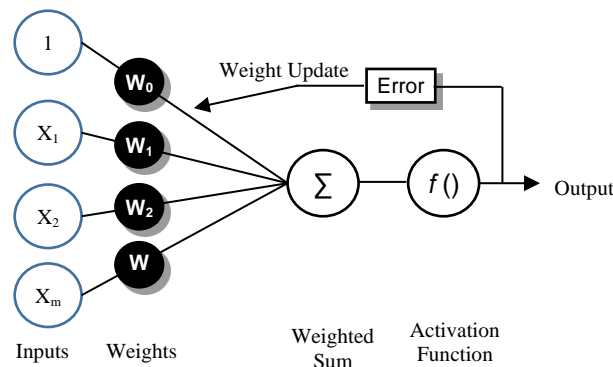 1
W₀
Weight Update
Error
X₁
W₁
X₂
W₂
∑
f ()
Output
W
Xₘ
Inputs
Weights
Weighted
Sum
Activation
Function